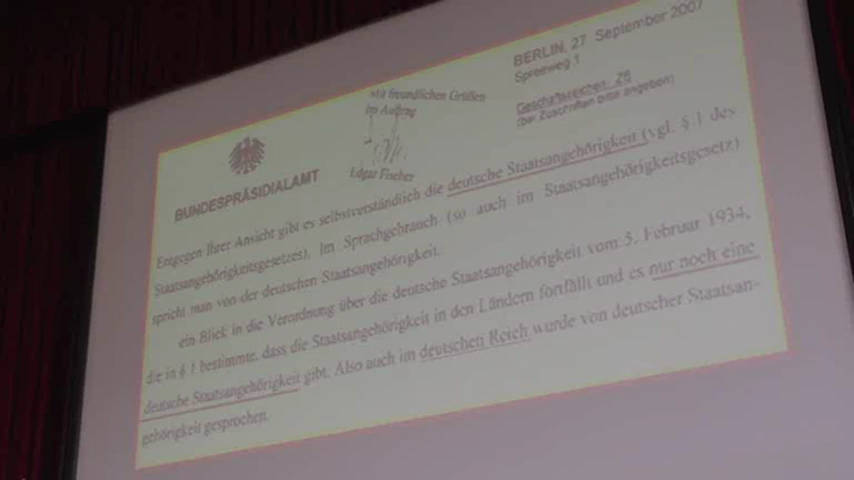 BERLIN, 27 September 2007
Spreeweg 1
Geschäftszeichen: Z6
(bei Zuschriften bitte angeben)
Mit freundlichen Grüßen
Im Auftrag
Edgar Fischer
BUNDESPRÄSIDIALAMT
Entgegen Ihrer Ansicht gibt es selbstverständlich die deutsche Staatsangehörigkeit (vgl. § 1 des
Staatsangehörigkeitsgesetzes). Im Sprachgebrauch (so auch im Staatsangehörigkeitsgesetz)
spricht man von der deutschen Staatsangehörigkeit.
ein Blick in die Verordnung über die deutsche Staatsangehörigkeit vom 5. Februar 1934,
die in § 1 bestimmte, dass die Staatsangehörigkeit in den Ländern fortfällt und es nur noch eine
deutsche Staatsangehörigkeit gibt. Also auch im deutschen Reich wurde von deutscher Staatsan-
gehörigkeit gesprochen.